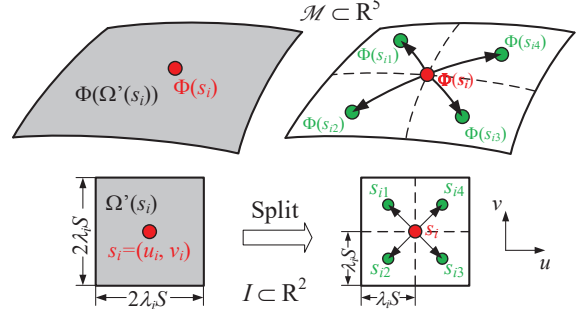 ℳ ⊂ R⁵
Φ(Ω’(sᵢ))
Φ(sᵢ)
Φ(sᵢ₁)
Φ(sᵢ₄)
Φ(sᵢ)
Φ(sᵢ₂)
Φ(sᵢ₃)
2λᵢS
Ω’(sᵢ)
sᵢ=(uᵢ, vᵢ)
2λᵢS
Split
I ⊂ R²
sᵢ₁
sᵢ₄
sᵢ
sᵢ₂
sᵢ₃
λᵢS
λᵢS
v
u